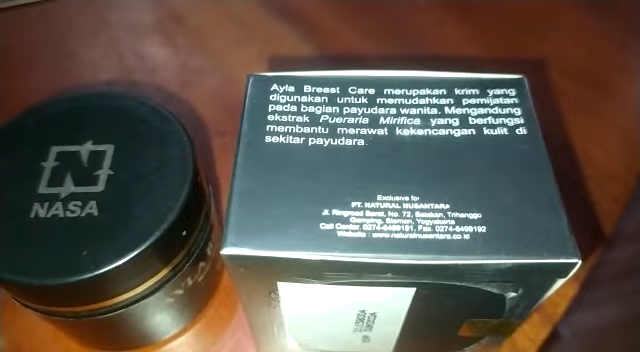 Ayla Breast Care merupakan krim yang
digunakan untuk memudahkan pemijatan
pada bagian payudara wanita. Mengandung
ekstrak Pueraria Mirifica yang berfungsi
membantu merawat kekencangan kulit di
sekitar payudara.
Exclusive for
PT. NATURAL NUSANTARA
Jl. Ringroad Barat, No. 72, Salakan, Trihanggo
Gamping, Sleman, Yogyakarta
Call Center. 0274-6499191, Fax. 0274-6499192
Website : www.naturalnusantara.co.id
NASA